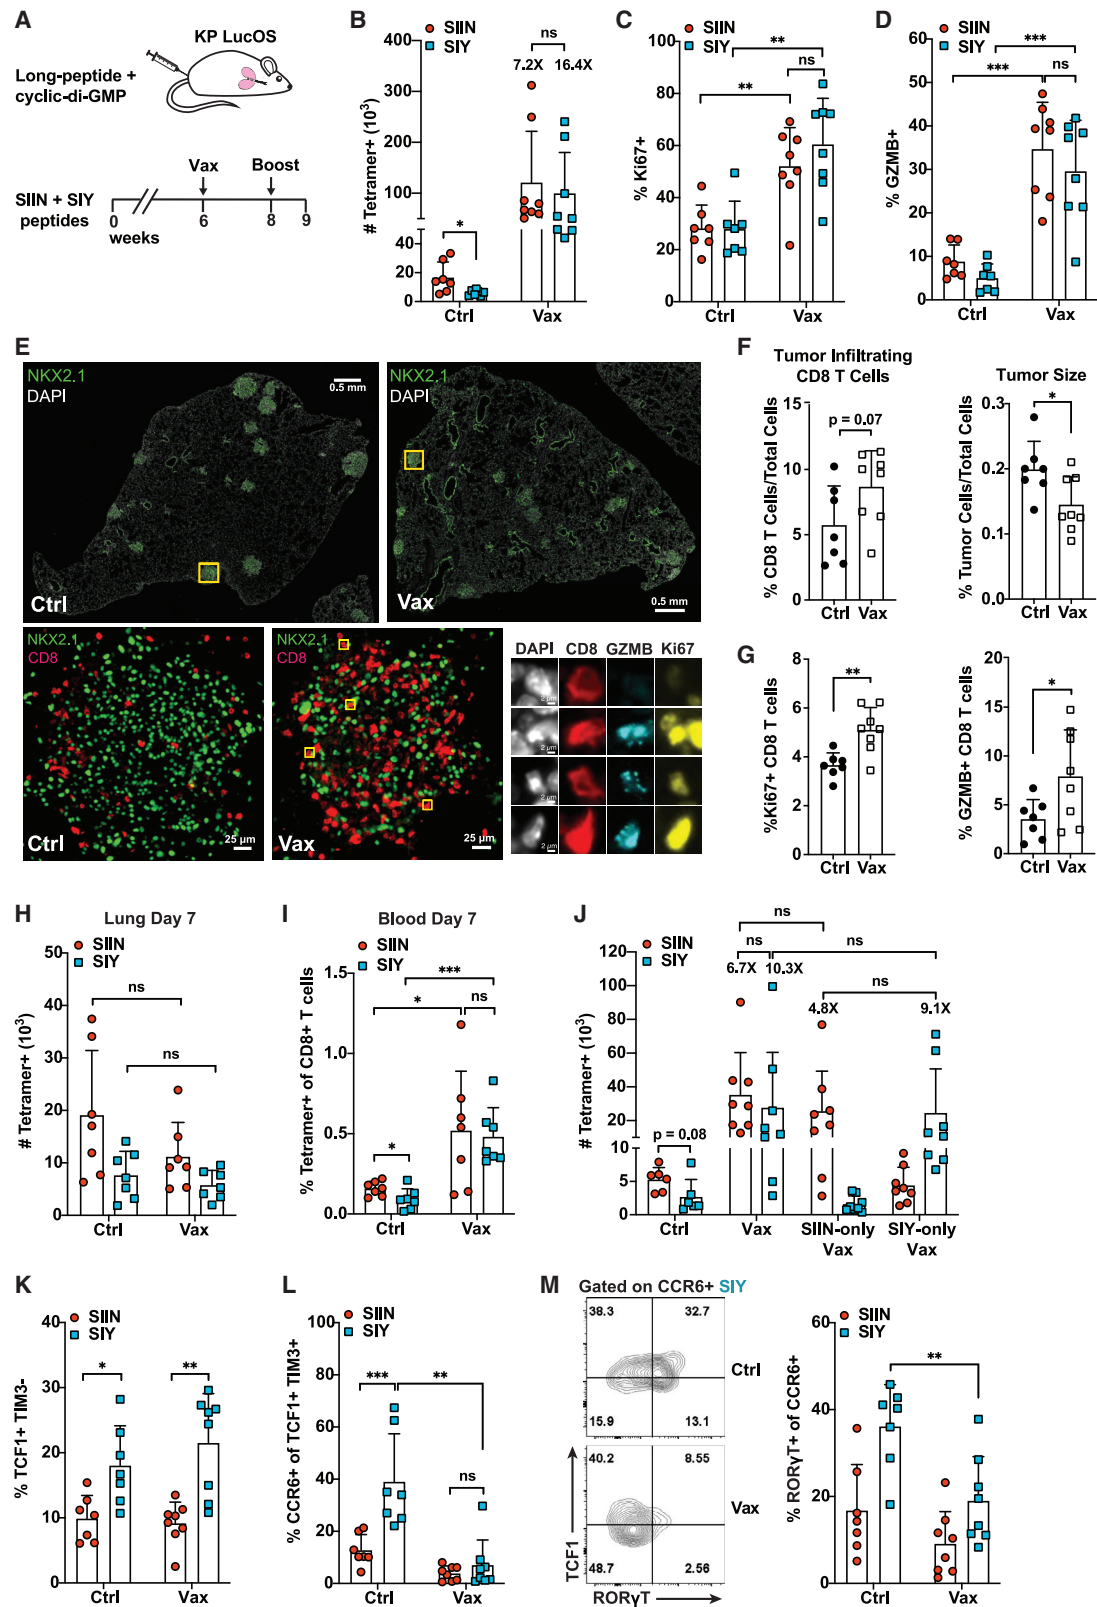 A
KP LucOS
Long-peptide +
cyclic-di-GMP
Vax
Boost
SIIN + SIY
peptides
0
6
8
9
weeks
B
SIIN
SIY
ns
7.2X
16.4X
*
# Tetramer+ (10³)
400
300
200
100
40
20
0
Ctrl
Vax
C
SIIN
SIY
**
ns
**
% Ki67+
100
80
60
40
20
0
Ctrl
Vax
D
SIIN
SIY
***
***
ns
% GZMB+
60
50
40
30
20
10
0
Ctrl
Vax
E
NKX2.1
DAPI
0.5 mm
Ctrl
NKX2.1
DAPI
0.5 mm
Vax
NKX2.1
CD8
Ctrl
25 µm
NKX2.1
CD8
Vax
25 µm
DAPI
CD8
GZMB
Ki67
2 µm
2 µm
2 µm
2 µm
F
Tumor Infiltrating
CD8 T Cells
p = 0.07
% CD8 T Cells/Total Cells
15
10
5
0
Ctrl
Vax
Tumor Size
*
% Tumor Cells/Total Cells
0.3
0.2
0.1
0.0
Ctrl
Vax
G
**
%Ki67+ CD8 T cells
8
6
4
2
0
Ctrl
Vax
*
% GZMB+ CD8 T cells
20
15
10
5
0
Ctrl
Vax
H
Lung Day 7
SIIN
SIY
ns
ns
# Tetramer+ (10³)
50
40
30
20
10
0
Ctrl
Vax
I
Blood Day 7
SIIN
SIY
***
*
ns
*
% Tetramer+ of CD8+ T cells
1.5
1.0
0.5
0.0
Ctrl
Vax
J
SIIN
SIY
ns
ns
ns
6.7X
10.3X
ns
4.8X
9.1X
p = 0.08
# Tetramer+ (10³)
120
100
80
60
40
20
10
5
0
Ctrl
Vax
SIIN-only
Vax
SIY-only
Vax
K
SIIN
SIY
*
**
% TCF1+ TIM3-
40
30
20
10
0
Ctrl
Vax
L
SIIN
SIY
***
**
ns
% CCR6+ of TCF1+ TIM3+
100
80
60
40
20
0
Ctrl
Vax
M
Gated on CCR6+ SIY
38.3
32.7
15.9
13.1
Ctrl
40.2
8.55
48.7
2.56
Vax
TCF1
RORγT
SIIN
SIY
**
% RORγT+ of CCR6+
60
40
20
0
Ctrl
Vax